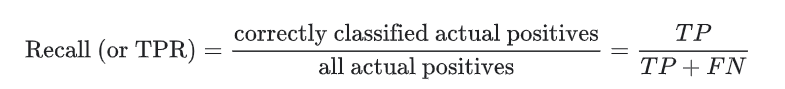 Recall (or TPR) = correctly classified actual positives / all actual positives = TP / TP + FN